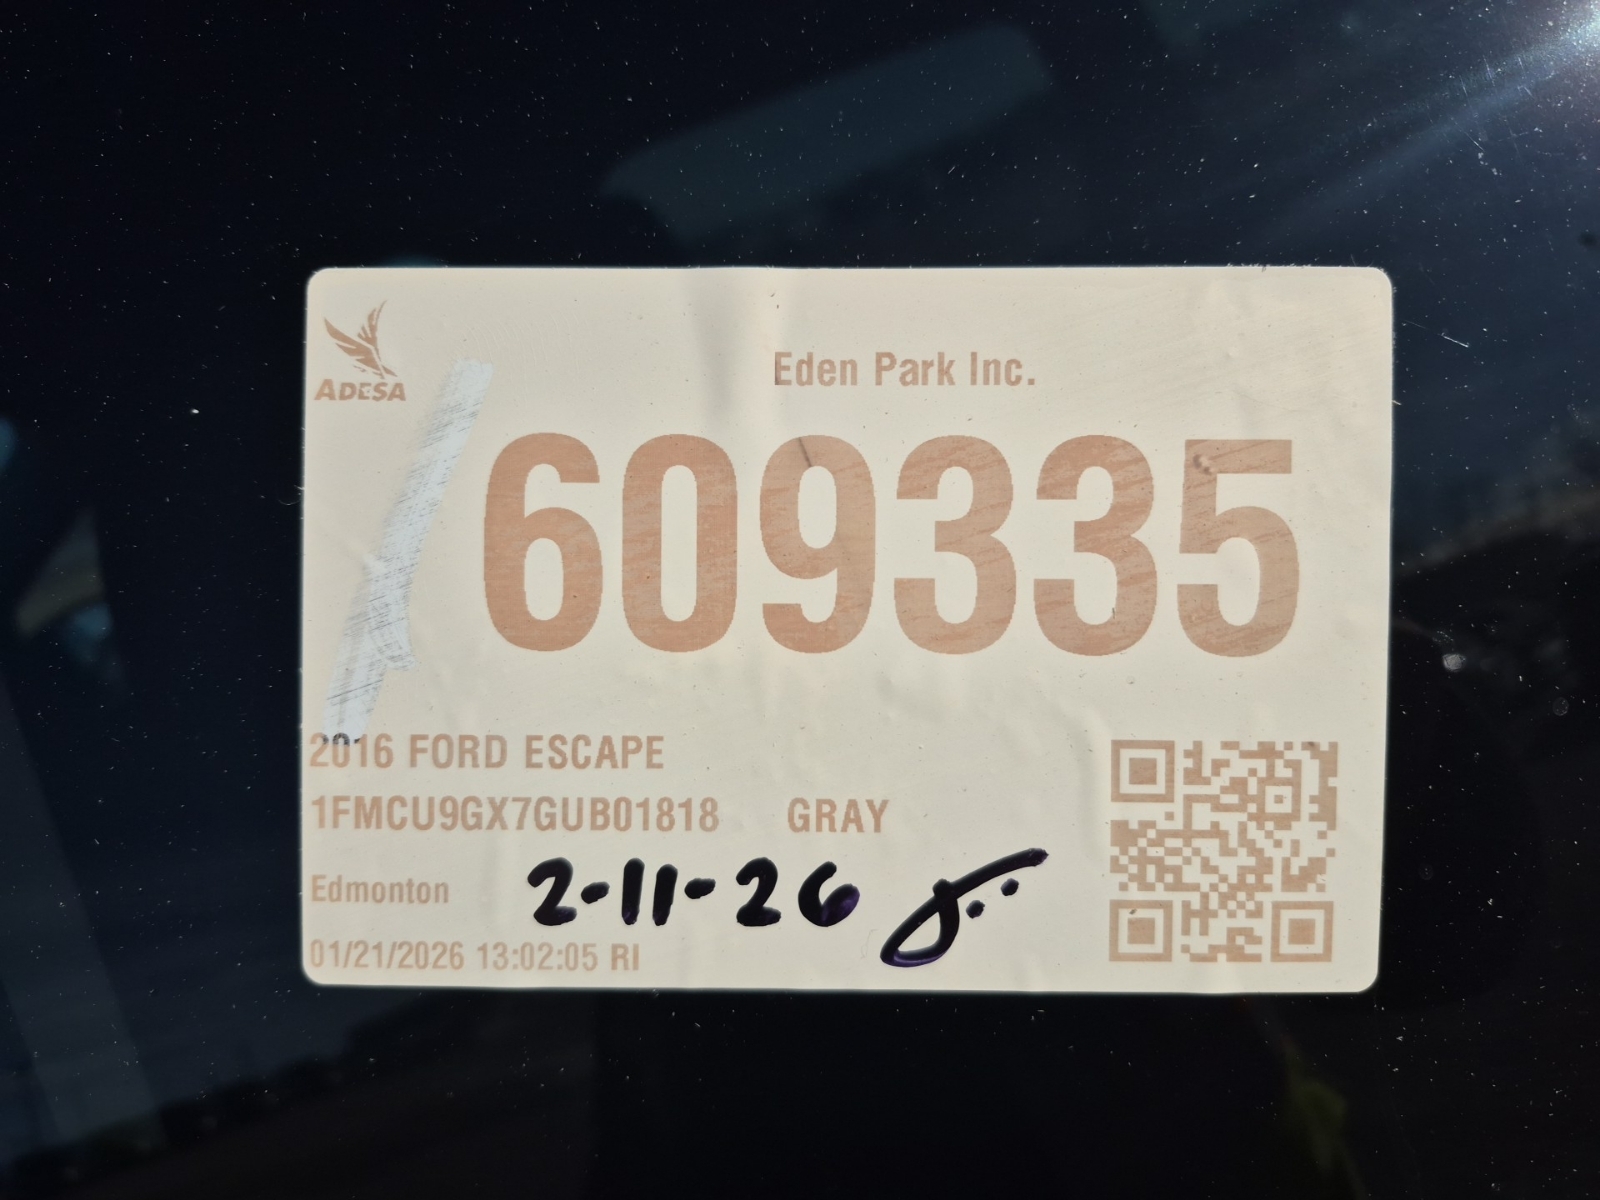 ADESA
Eden Park Inc.
609335
2016 FORD ESCAPE
1FMCU9GX7GUB01818 GRAY
Edmonton
2-11-26
01/21/2026 13:02:05 RI